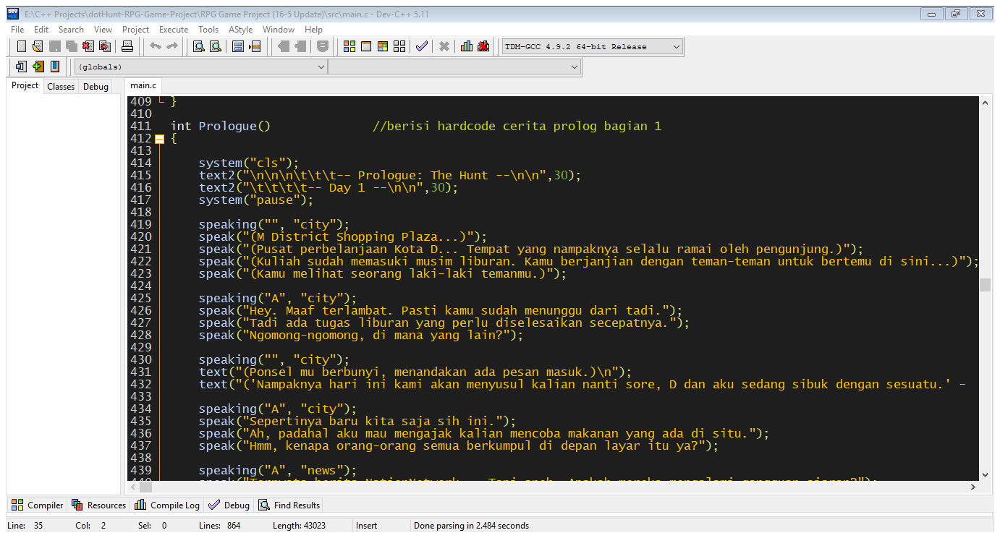 E:\C++ Projects\dotHunt-RPG-Game-Project\RPG Game Project (16-5 Update)\src\main.c - Dev-C++ 5.11
File Edit Search View Project Execute Tools AStyle Window Help
TDM-GCC 4.9.2 64-bit Release
(globals)
Project Classes Debug main.c
409 }
410
411 int Prologue() //berisi hardcode cerita prolog bagian 1
412 {
413
414 system("cls");
415 text2("\n\n\n\t\t\t-- Prologue: The Hunt --\n\n",30);
416 text2("\t\t\t\t-- Day 1 --\n\n",30);
417 system("pause");
418
419 speaking("", "city");
420 speak("(M District Shopping Plaza...)");
421 speak("(Pusat perbelanjaan Kota D... Tempat yang nampaknya selalu ramai oleh pengunjung.)");
422 speak("(Kuliah sudah memasuki musim liburan. Kamu berjanjian dengan teman-teman untuk bertemu di sini...)");
423 speak("(Kamu melihat seorang laki-laki temanmu.)");
424
425 speaking("A", "city");
426 speak("Hey. Maaf terlambat. Pasti kamu sudah menunggu dari tadi.");
427 speak("Tadi ada tugas liburan yang perlu diselesaikan secepatnya.");
428 speak("Ngomong-ngomong, di mana yang lain?");
429
430 speaking("", "city");
431 text("(Ponsel mu berbunyi, menandakan ada pesan masuk.)\n");
432 text("('Nampaknya hari ini kami akan menyusul kalian nanti sore, D dan aku sedang sibuk dengan sesuatu.' -
433
434 speaking("A", "city");
435 speak("Sepertinya baru kita saja sih ini.");
436 speak("Ah, padahal aku mau mengajak kalian mencoba makanan yang ada di situ.");
437 speak("Hmm, kenapa orang-orang semua berkumpul di depan layar itu ya?");
438
439 speaking("A", "news");
Compiler Resources Compile Log Debug Find Results
Line: 35 Col: 2 Sel: 0 Lines: 864 Length: 43023 Insert Done parsing in 2.484 seconds